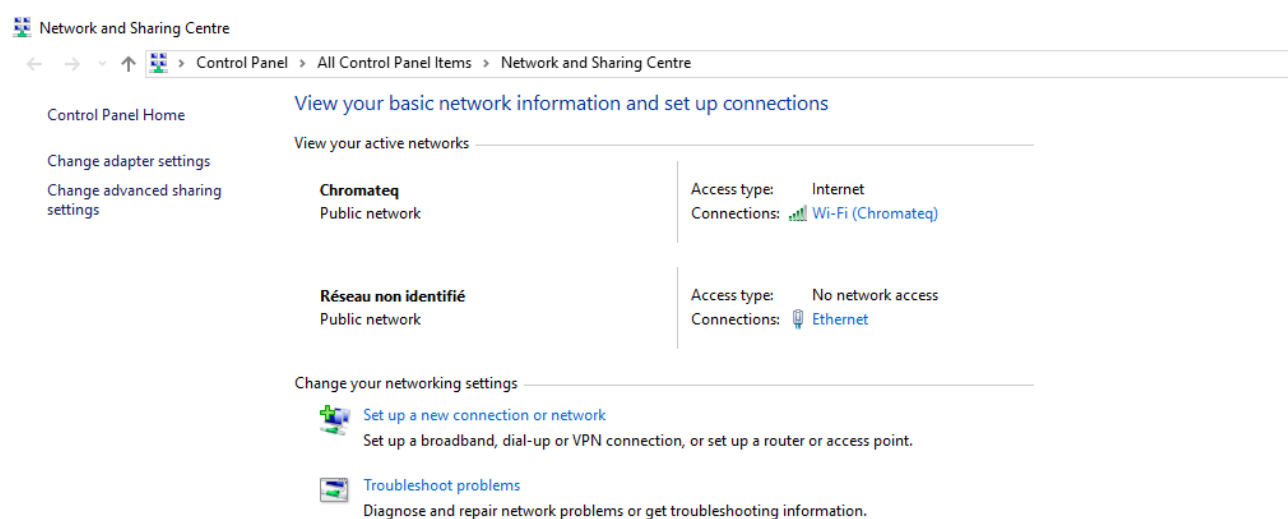 Network and Sharing Centre
Control Panel > All Control Panel Items > Network and Sharing Centre
Control Panel Home
Change adapter settings
Change advanced sharing
settings
View your basic network information and set up connections
View your active networks
Chromateq
Public network
Access type: Internet
Connections: Wi-Fi (Chromateq)
Réseau non identifié
Public network
Access type: No network access
Connections: Ethernet
Change your networking settings
Set up a new connection or network
Set up a broadband, dial-up or VPN connection, or set up a router or access point.
Troubleshoot problems
Diagnose and repair network problems or get troubleshooting information.